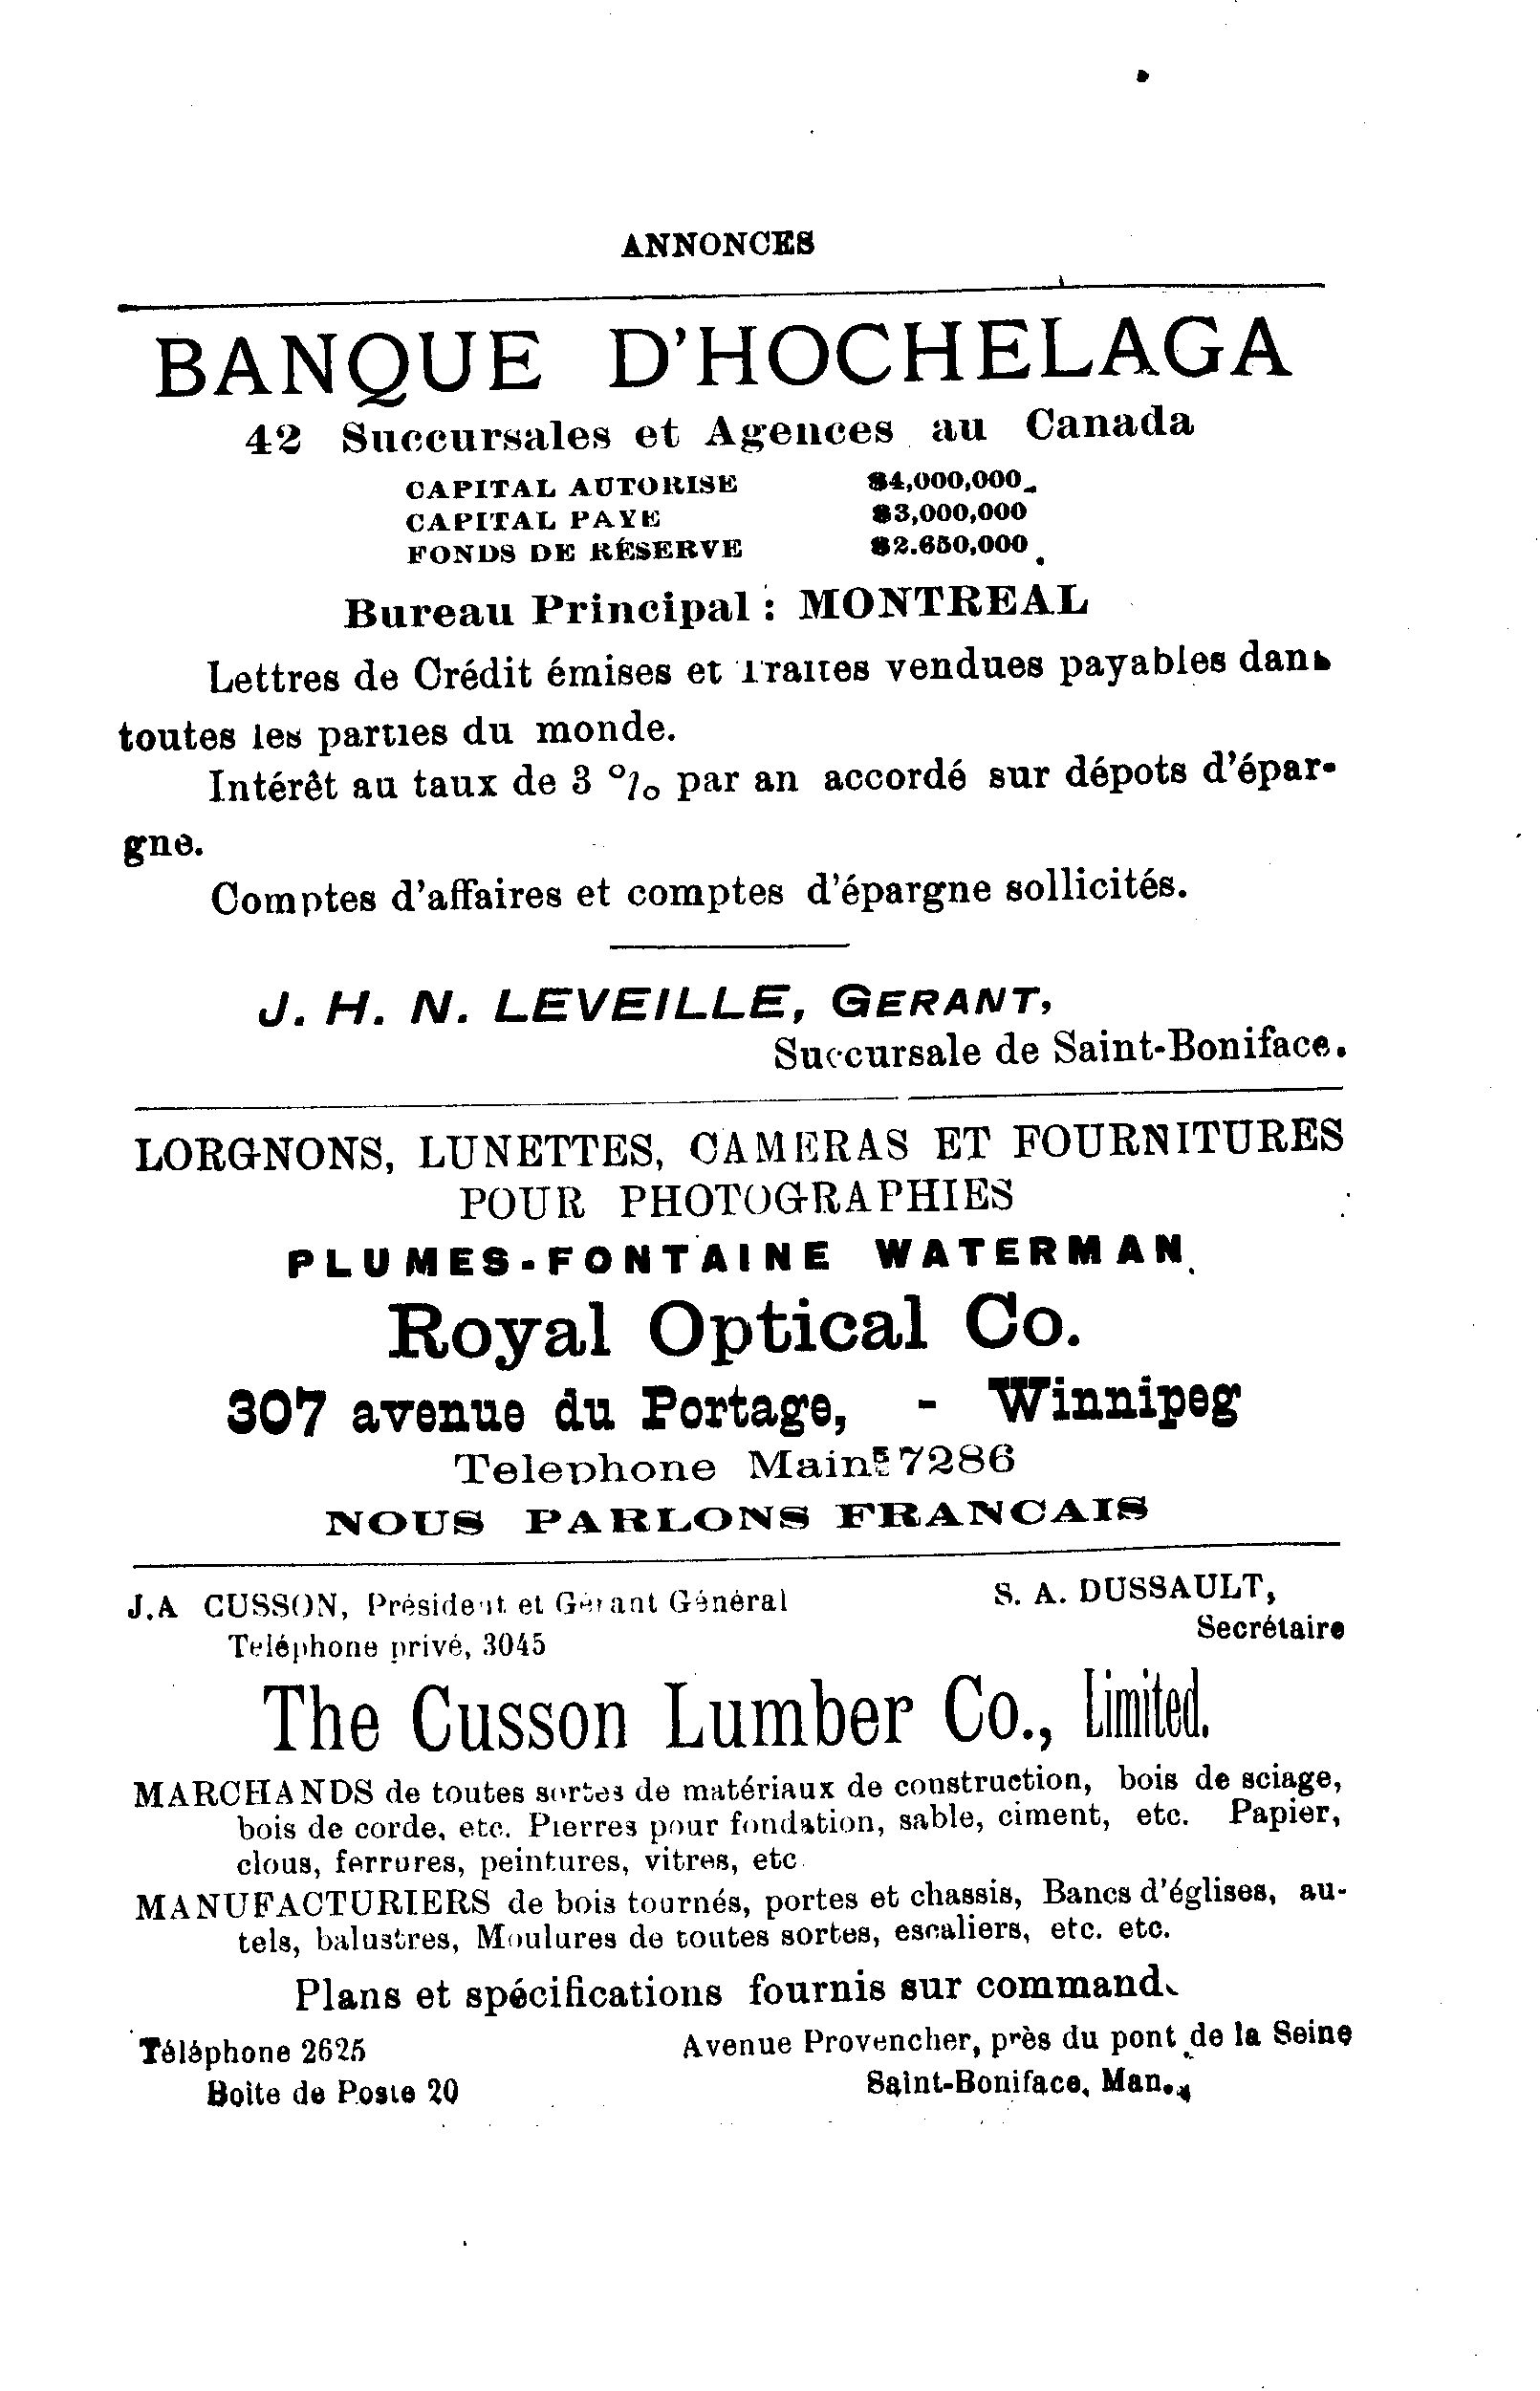 ANNONCES
BANQUE D'HOCHELAGA
42 Succursales et Agences au Canada
CAPITAL AUTORISE $4,000,000
CAPITAL PAYE $3,000,000
FONDS DE RÉSERVE $2.650,000
Bureau Principal : MONTREAL
Lettres de Crédit émises et Traites vendues payables dans
toutes les parties du monde.
Intérêt au taux de 3 % par an accordé sur dépots d'épar-
gne.
Comptes d'affaires et comptes d'épargne sollicités.
J. H. N. LEVEILLE, GERANT,
Succursale de Saint-Boniface.
LORGNONS, LUNETTES, CAMERAS ET FOURNITURES
POUR PHOTOGRAPHIES
PLUMES-FONTAINE WATERMAN
Royal Optical Co.
307 avenue du Portage, - Winnipeg
Telephone Main 7286
NOUS PARLONS FRANCAIS
J.A CUSSON, Président et Gérant Général
Teléphone privé, 3045
S. A. DUSSAULT,
Secrétaire
The Cusson Lumber Co., Limited.
MARCHANDS de toutes sortes de matériaux de construction, bois de sciage,
bois de corde, etc. Pierres pour fondation, sable, ciment, etc. Papier,
clous, ferrures, peintures, vitres, etc
MANUFACTURIERS de bois tournés, portes et chassis, Bancs d'églises, au-
tels, balustres, Moulures de toutes sortes, escaliers, etc. etc.
Plans et spécifications fournis sur command
Téléphone 2625
Boite de Poste 20
Avenue Provencher, près du pont de la Seine
Saint-Boniface, Man.